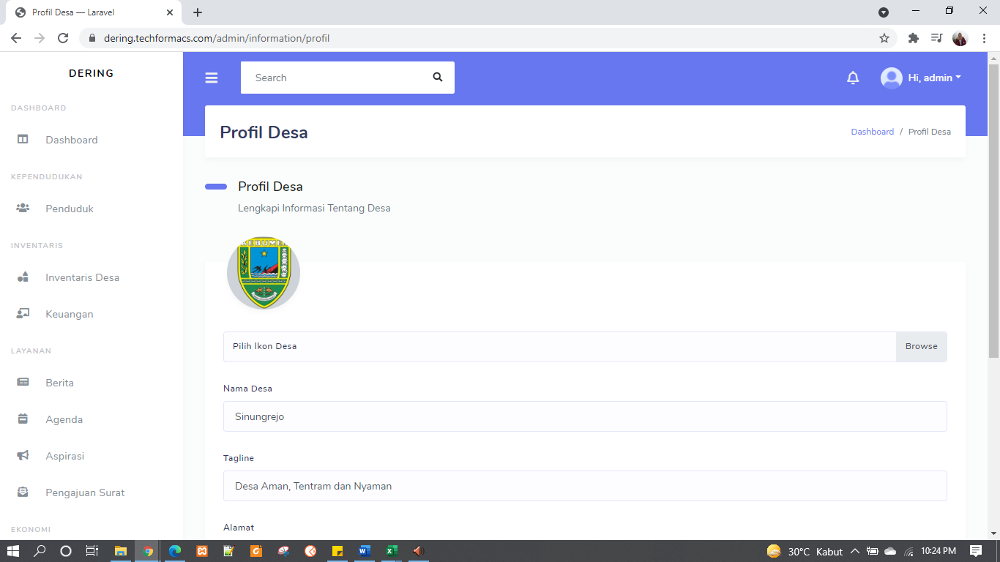 Profil Desa — Laravel
dering.techformacs.com/admin/information/profil
DERING
Search
Hi, admin
DASHBOARD
Dashboard
Profil Desa
Dashboard / Profil Desa
KEPENDUDUKAN
Penduduk
Profil Desa
Lengkapi Informasi Tentang Desa
INVENTARIS
Inventaris Desa
Keuangan
KEBUMEN
LAYANAN
Berita
Agenda
Aspirasi
Pengajuan Surat
EKONOMI
Pilih Ikon Desa
Browse
Nama Desa
Sinungrejo
Tagline
Desa Aman, Tentram dan Nyaman
Alamat
30°C Kabut
10:24 PM